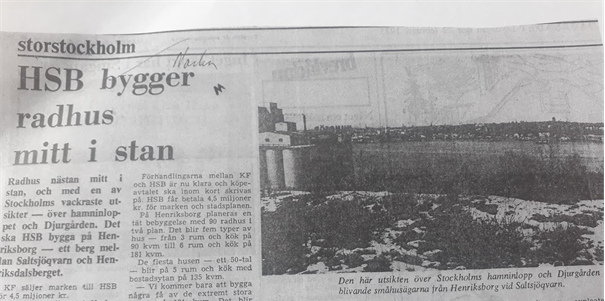 storstockholm
HSB bygger
radhus
mitt i stan
Radhus nästan mitt i
stan, och med en av
Stockholms vackraste ut-
sikter — över hamninlop-
pet och Djurgården. Det
ska HSB bygga på Hen-
riksborg — ett berg mel-
lan Saltsjöqvarn och Hen-
riksdalsberget.
KF säljer marken till HSB
för 4,5 miljoner kr.
Förhandlingarna mellan KF
och HSB är nu klara och köpe-
avtalet ska inom kort skrivas
på: HSB får betala 4,5 miljoner
kr. för marken och stadsplanen.
På Henriksborg planeras en
tät bebyggelse med 90 radhus i
två plan. Det blir fem typer av
hus — från 3 rum och kök på
90 kvm till 6 rum och kök på
181 kvm.
De flesta husen — ett 50-tal
— blir på 5 rum och kök med
bostadsytan på 135 kvm.
Vi kommer bara att bygga
några få av de extremt stora
Den här utsikten över Stockholms hamninlopp och Djurgården
blivande småhusägarna från Henriksborg vid Saltsjöqvarn.